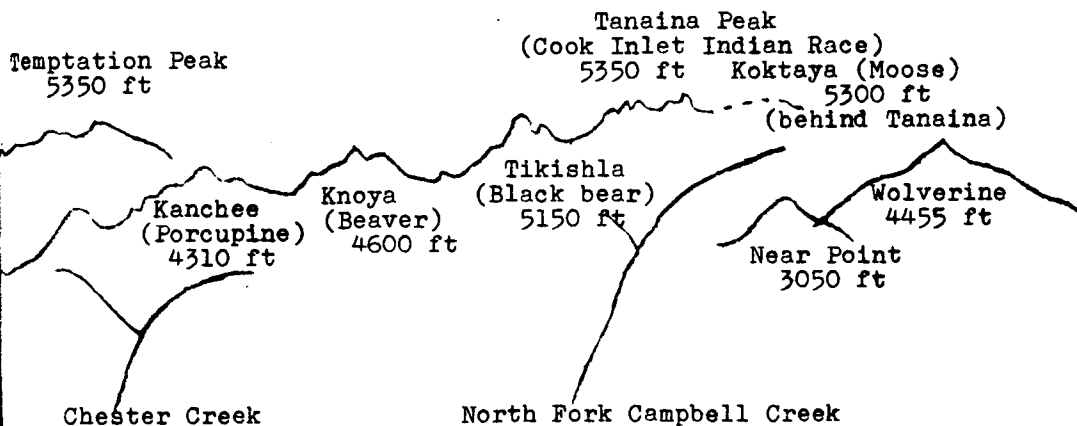 Temptation Peak
5350 ft
Tanaina Peak
(Cook Inlet Indian Race)
5350 ft
Koktaya (Moose)
5300 ft
(behind Tanaina)
Kanchee
(Porcupine)
4310 ft
Knoya
(Beaver)
4600 ft
Tikishla
(Black bear)
5150 ft
Wolverine
4455 ft
Near Point
3050 ft
Chester Creek
North Fork Campbell Creek